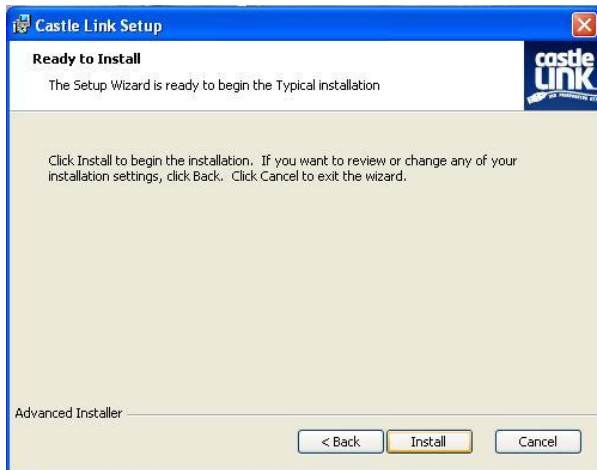 Castle Link Setup
Ready to Install
The Setup Wizard is ready to begin the Typical installation
castle
LINK
Click Install to begin the installation. If you want to review or change any of your
installation settings, click Back. Click Cancel to exit the wizard.
Advanced Installer
< Back
Install
Cancel